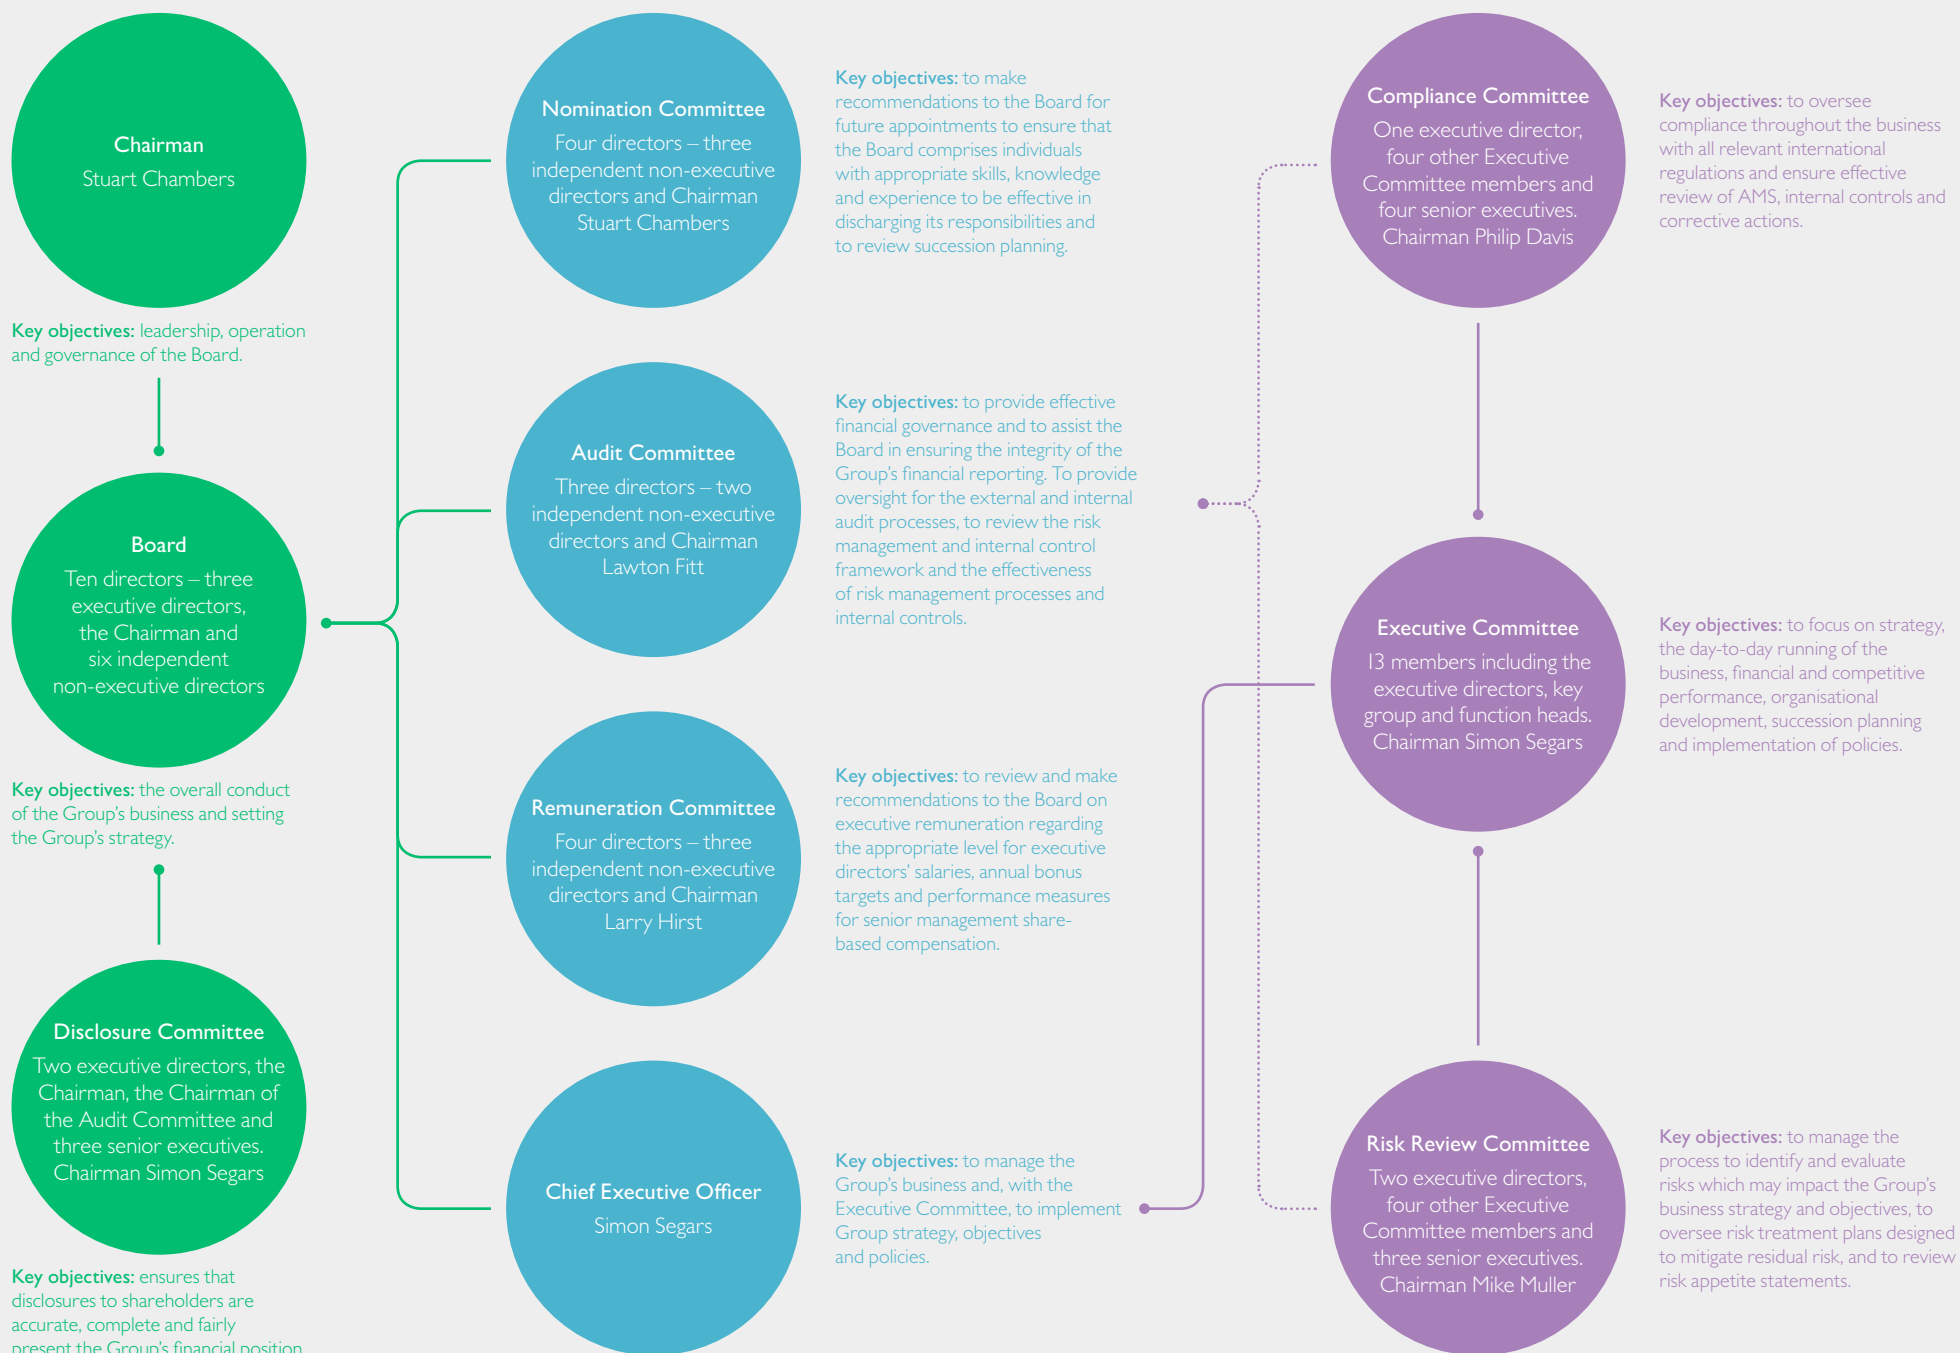 Chairman
Stuart Chambers
Key objectives: leadership, operation
and governance of the Board.
Board
Ten directors – three
executive directors,
the Chairman and
six independent
non-executive directors
Key objectives: the overall conduct
of the Group's business and setting
the Group's strategy.
Disclosure Committee
Two executive directors, the
Chairman, the Chairman of
the Audit Committee and
three senior executives.
Chairman Simon Segars
Key objectives: ensures that
disclosures to shareholders are
accurate, complete and fairly
present the Group's financial position
Nomination Committee
Four directors – three
independent non-executive
directors and Chairman
Stuart Chambers
Key objectives: to make
recommendations to the Board for
future appointments to ensure that
the Board comprises individuals
with appropriate skills, knowledge
and experience to be effective in
discharging its responsibilities and
to review succession planning.
Audit Committee
Three directors – two
independent non-executive
directors and Chairman
Lawton Fitt
Key objectives: to provide effective
financial governance and to assist the
Board in ensuring the integrity of the
Group's financial reporting. To provide
oversight for the external and internal
audit processes, to review the risk
management and internal control
framework and the effectiveness
of risk management processes and
internal controls.
Remuneration Committee
Four directors – three
independent non-executive
directors and Chairman
Larry Hirst
Key objectives: to review and make
recommendations to the Board on
executive remuneration regarding
the appropriate level for executive
directors' salaries, annual bonus
targets and performance measures
for senior management share-
based compensation.
Chief Executive Officer
Simon Segars
Key objectives: to manage the
Group's business and, with the
Executive Committee, to implement
Group strategy, objectives
and policies.
Compliance Committee
One executive director,
four other Executive
Committee members and
four senior executives.
Chairman Philip Davis
Key objectives: to oversee
compliance throughout the business
with all relevant international
regulations and ensure effective
review of AMS, internal controls and
corrective actions.
Executive Committee
13 members including the
executive directors, key
group and function heads.
Chairman Simon Segars
Key objectives: to focus on strategy,
the day-to-day running of the
business, financial and competitive
performance, organisational
development, succession planning
and implementation of policies.
Risk Review Committee
Two executive directors,
four other Executive
Committee members and
three senior executives.
Chairman Mike Muller
Key objectives: to manage the
process to identify and evaluate
risks which may impact the Group's
business strategy and objectives, to
oversee risk treatment plans designed
to mitigate residual risk, and to review
risk appetite statements.